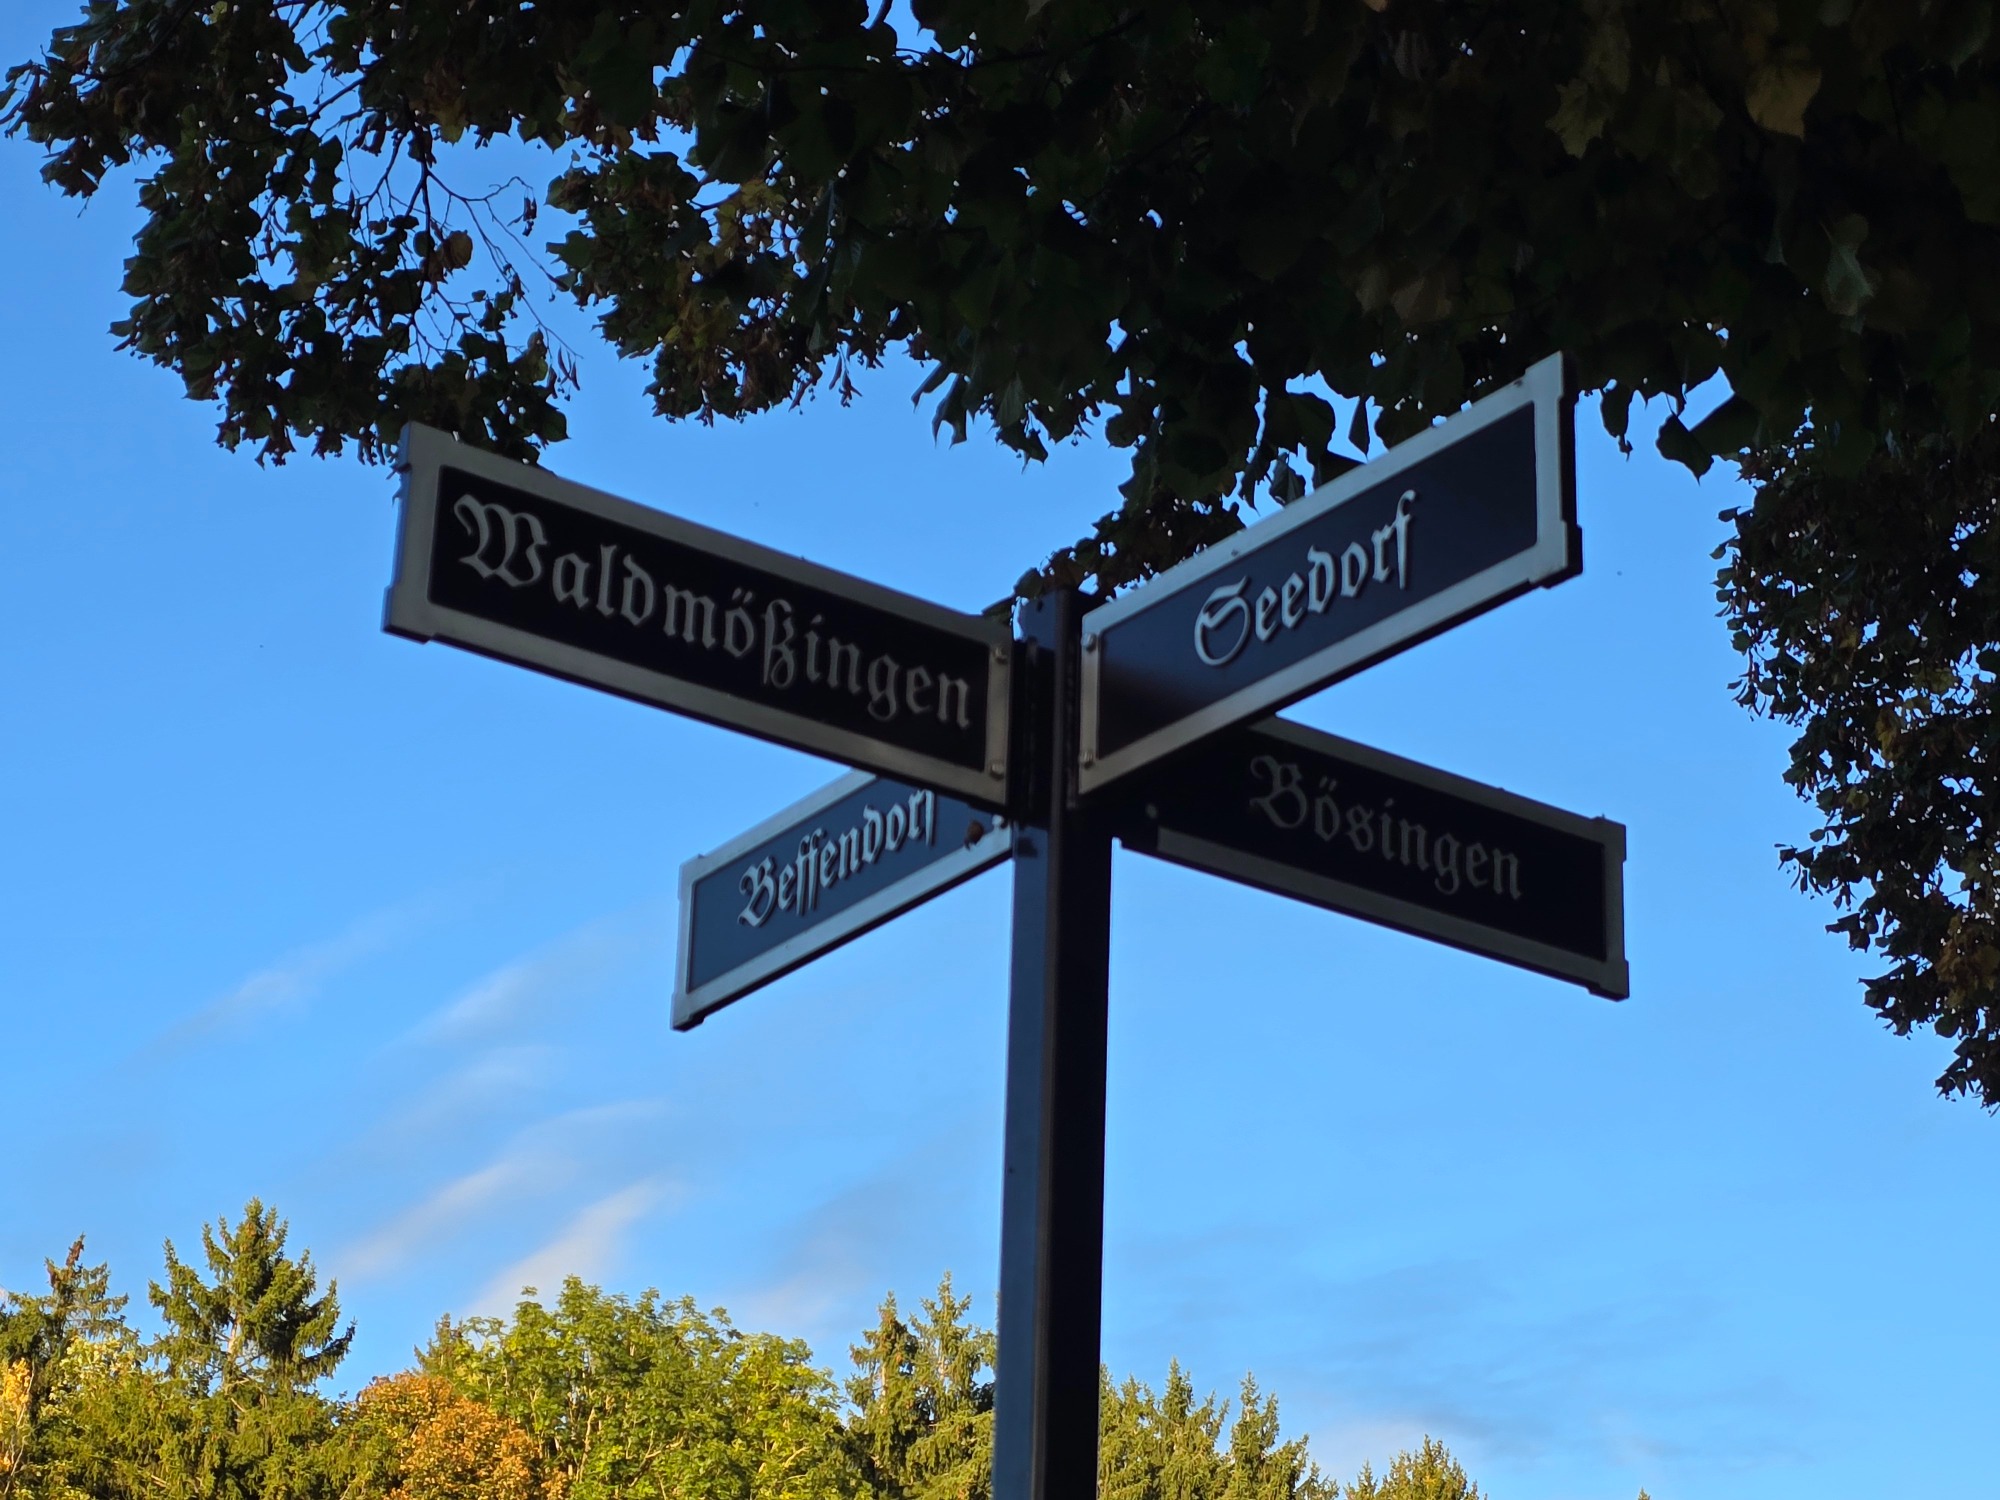 Waldmößingen
Seedorf
Beffendorf
Bösingen